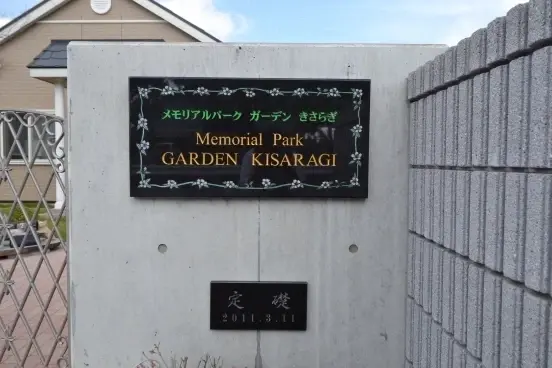 メモリアルパーク ガーデン きさらぎ
Memorial Park
GARDEN KISARAGI
定 礎
2011.3.11